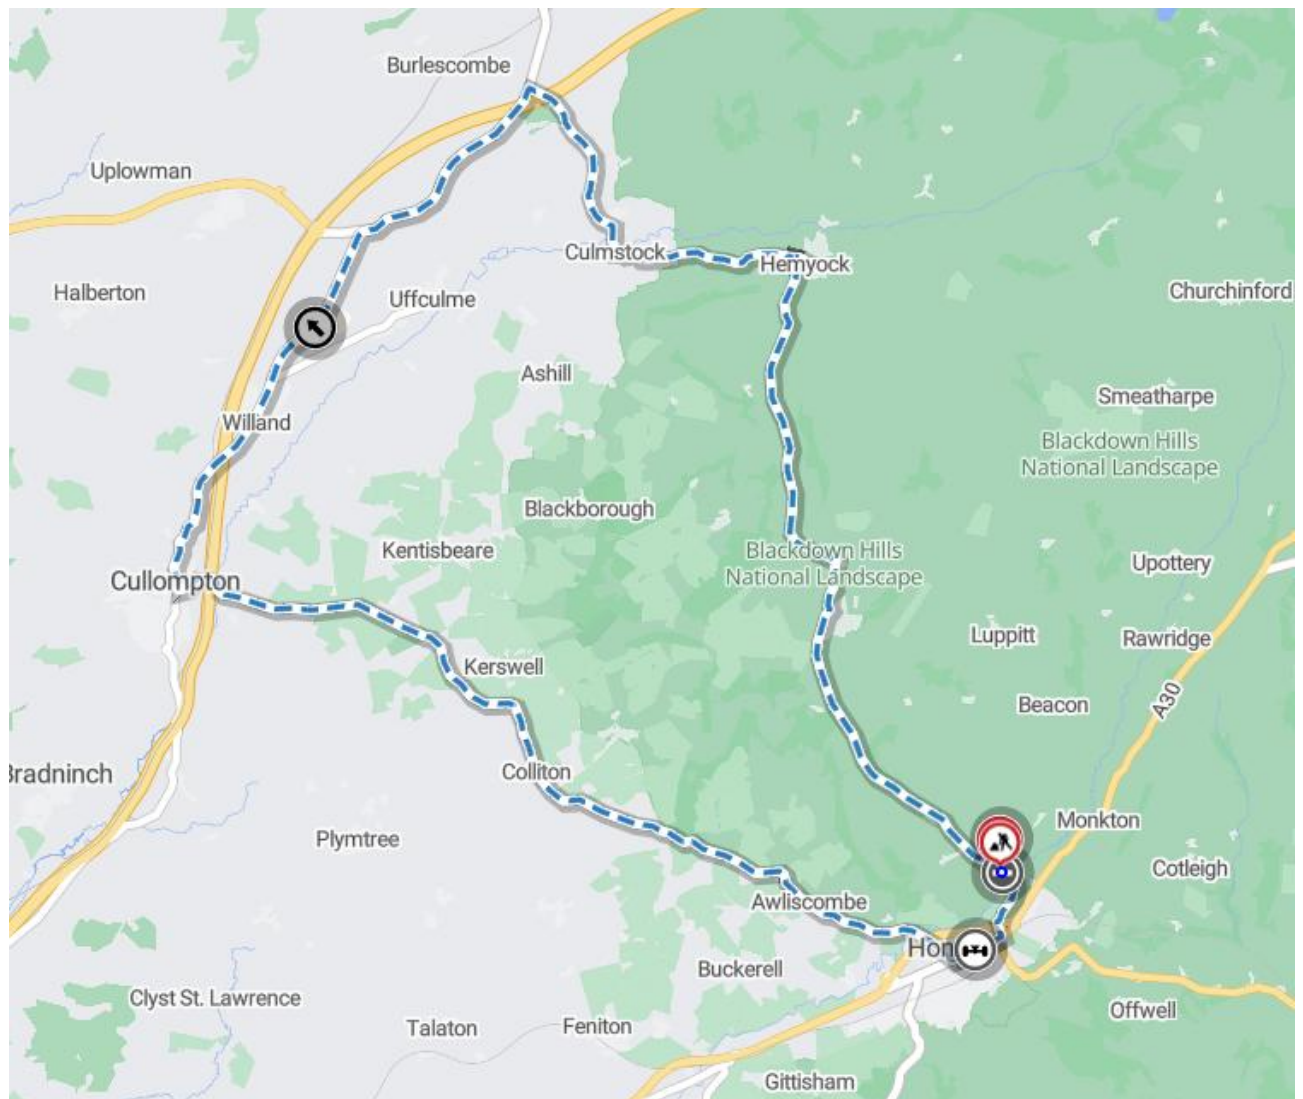 Burlescombe
Uplowman
Culmstock
Hemyock
Halberton
Uffculme
Churchinford
Ashill
Smeatharpe
Willand
Blackdown Hills
National Landscape
Blackborough
Kentisbeare
Blackdown Hills
National Landscape
Upottery
Cullompton
Luppitt
Rawridge
Kerswell
A30
Beacon
Colliton
Bradninch
Monkton
Plymtree
Cotleigh
Awliscombe
Hon
Buckerell
Clyst St. Lawrence
Offwell
Talaton
Feniton
Gittisham